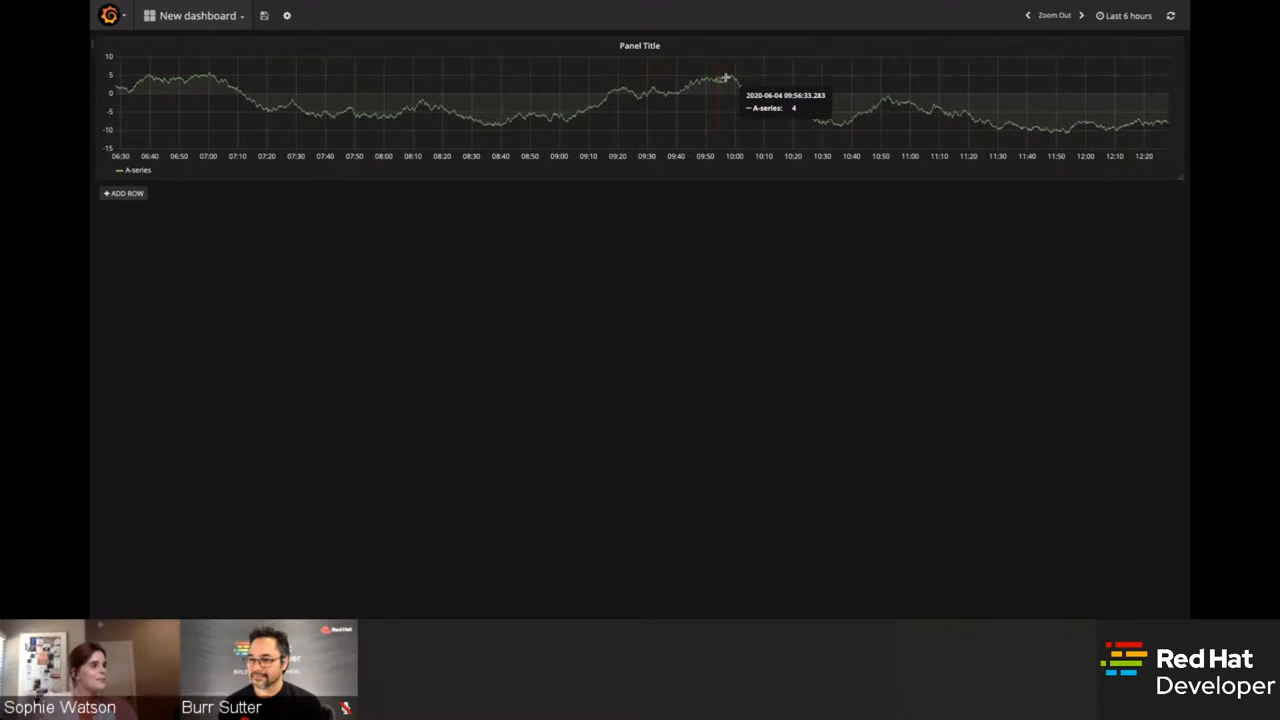 New dashboard
Zoom Out
Last 6 hours
Panel Title
10
5
0
-5
-10
-15
2020-06-04 09:56:33.283
A-series: 4
06:30 06:40 06:50 07:00 07:10 07:20 07:30 07:40 07:50 08:00 08:10 08:20 08:30 08:40 08:50 09:00 09:10 09:20 09:30 09:40 09:50 10:00 10:10 10:20 10:30 10:40 10:50 11:00 11:10 11:20 11:30 11:40 11:50 12:00 12:10 12:20
A-series
+ ADD ROW
Red Hat
Sophie Watson
Burr Sutter
Red Hat
Developer